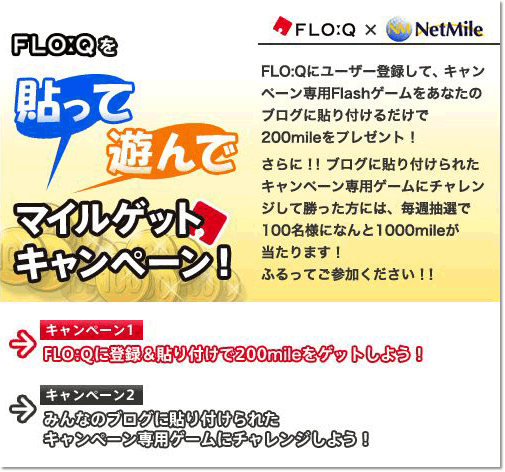 FLO:Q × NetMile
FLO:Qを
貼って
遊んで
マイルゲット
キャンペーン！
FLO:Qにユーザー登録して、キャン
ペーン専用Flashゲームをあなたの
ブログに貼り付けるだけで
200mileをプレゼント！
さらに！！ブログに貼り付けられた
キャンペーン専用ゲームにチャレン
ジして勝った方には、毎週抽選で
100名様になんと1000mileが
当たります！
ふるってご参加ください！！
キャンペーン1
FLO:Qに登録＆貼り付けで200mileをゲットしよう！
キャンペーン2
みんなのブログに貼り付けられた
キャンペーン専用ゲームにチャレンジしよう！